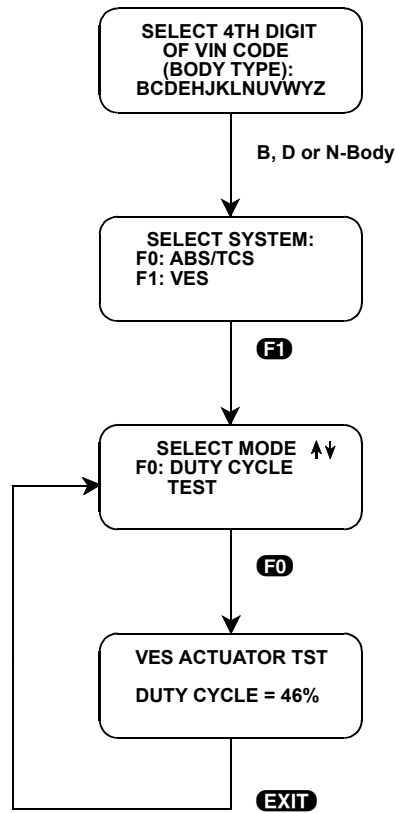 SELECT 4TH DIGIT
OF VIN CODE
(BODY TYPE):
BCDEHJKLNUVWYZ
B, D or N-Body
SELECT SYSTEM:
F0: ABS/TCS
F1: VES
F1
SELECT MODE
F0: DUTY CYCLE
TEST
F0
VES ACTUATOR TST
DUTY CYCLE = 46%
EXIT